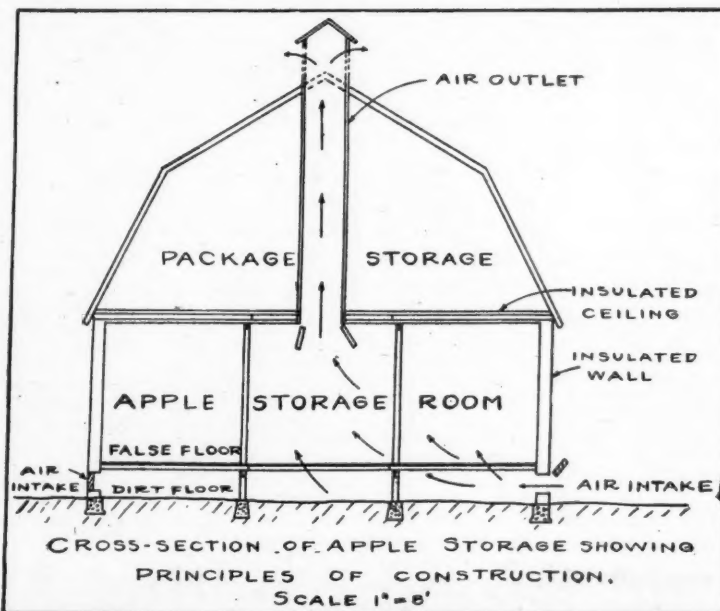 AIR OUTLET
PACKAGE STORAGE
INSULATED
CEILING
INSULATED
WALL
APPLE STORAGE ROOM
FALSE FLOOR
AIR
INTAKE
DIRT FLOOR
AIR INTAKE
CROSS-SECTION OF APPLE STORAGE SHOWING
PRINCIPLES OF CONSTRUCTION.
SCALE 1"=8'